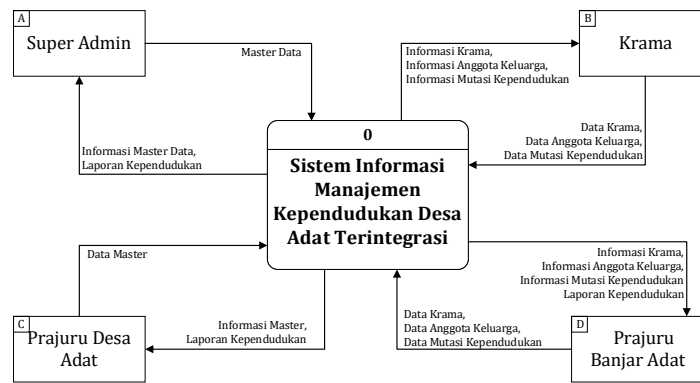 A
Super Admin
Master Data
Informasi Master Data,
Laporan Kependudukan
B
Krama
Informasi Krama,
Informasi Anggota Keluarga,
Informasi Mutasi Kependudukan
Data Krama,
Data Anggota Keluarga,
Data Mutasi Kependudukan
0
Sistem Informasi
Manajemen
Kependudukan Desa
Adat Terintegrasi
Data Master
C
Prajuru Desa
Adat
Informasi Master,
Laporan Kependudukan
Data Krama,
Data Anggota Keluarga,
Data Mutasi Kependudukan
Informasi Krama,
Informasi Anggota Keluarga,
Informasi Mutasi Kependudukan
Laporan Kependudukan
D
Prajuru
Banjar Adat